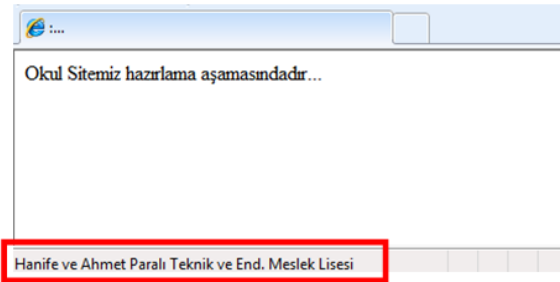 :...
Okul Sitemiz hazırlama aşamasındadır...
Hanife ve Ahmet Paralı Teknik ve End. Meslek Lisesi